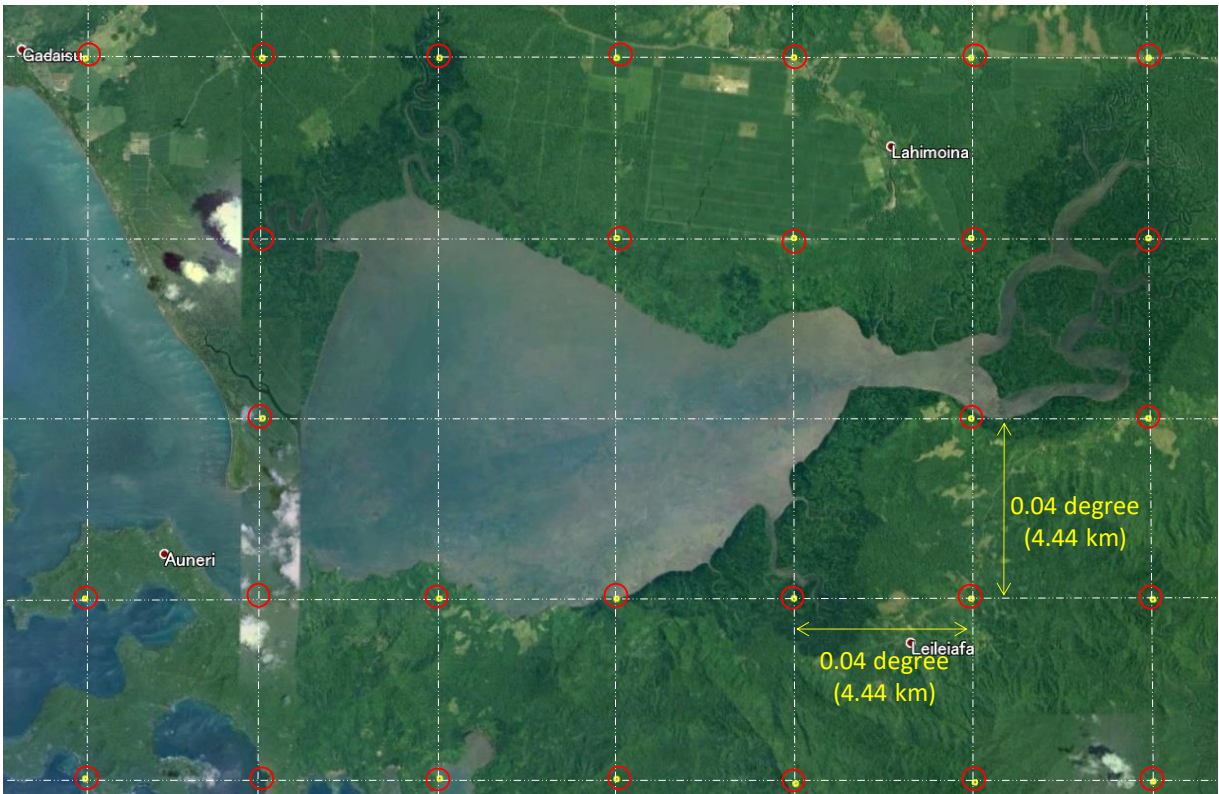 Gadaisu
Lahimoina
0.04 degree
(4.44 km)
Auneri
Leileiafa
0.04 degree
(4.44 km)